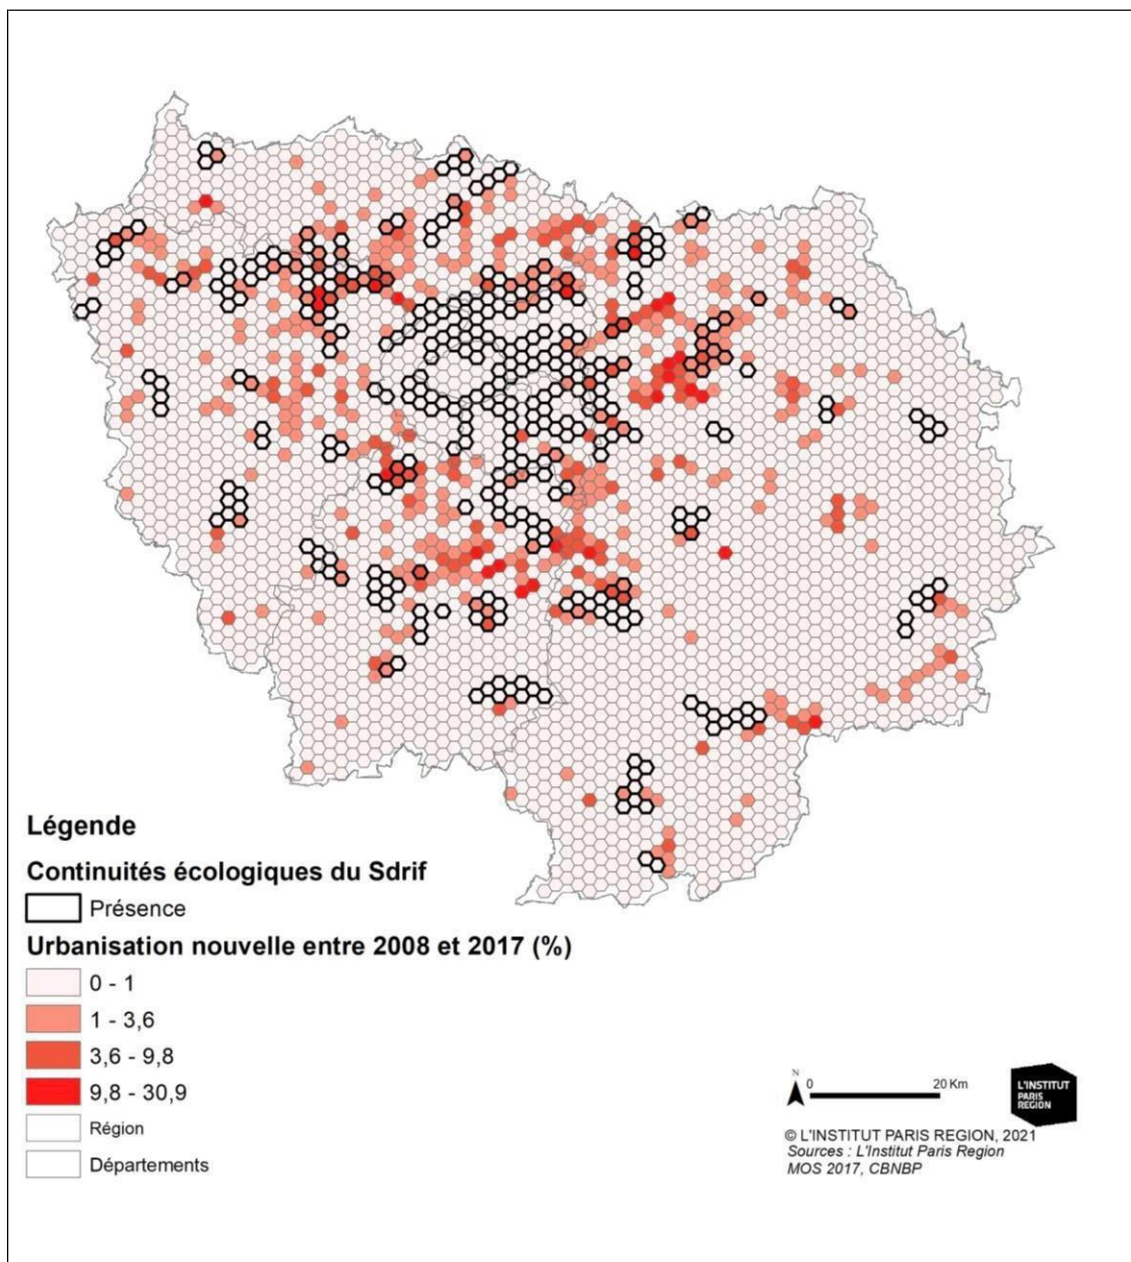 Légende
Continuités écologiques du Sdrif
Présence
Urbanisation nouvelle entre 2008 et 2017 (%)
0 - 1
1 - 3,6
3,6 - 9,8
9,8 - 30,9
Région
Départements
N
0 20 Km
L'INSTITUT
PARIS
REGION
© L'INSTITUT PARIS REGION, 2021
Sources : L'Institut Paris Region
MOS 2017, CBNBP